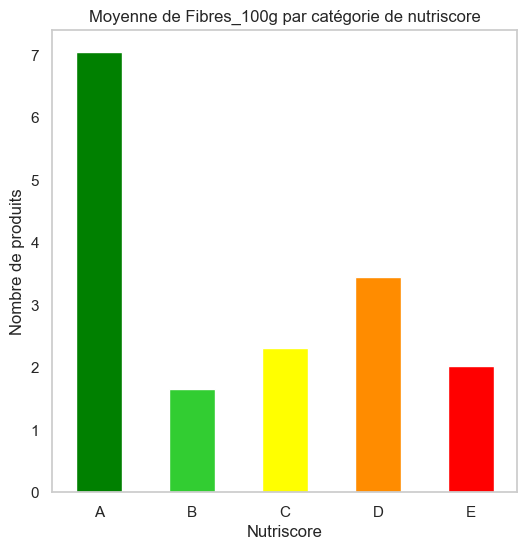 Moyenne de Fibres_100g par catégorie de nutriscore
Nombre de produits
7
6
5
4
3
2
1
0
A B C D E
Nutriscore